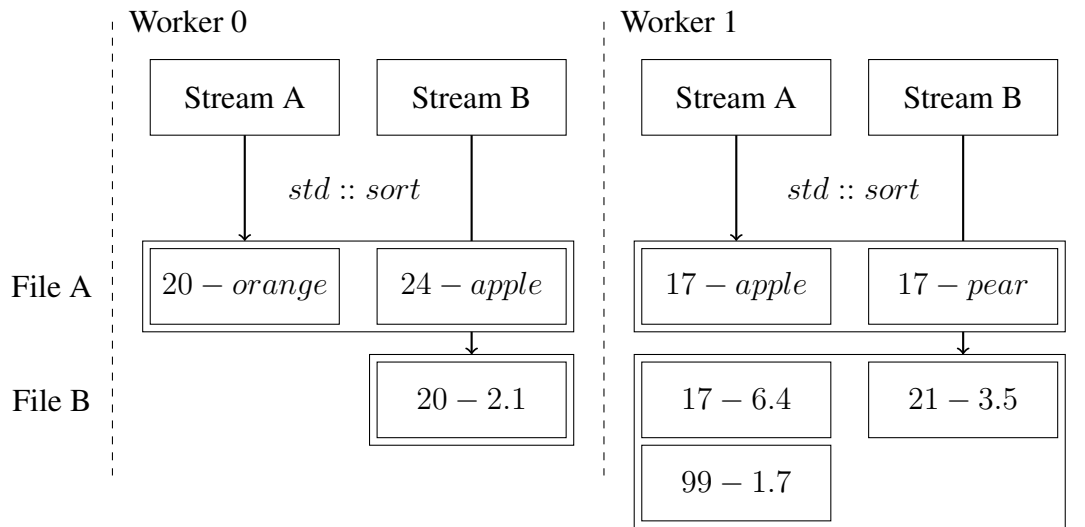 Worker 0 Worker 1
Stream A Stream B Stream A Stream B
std :: sort std :: sort
File A 20 − orange 24 − apple 17 − apple 17 − pear
File B 20 − 2.1 17 − 6.4 21 − 3.5
99 − 1.7